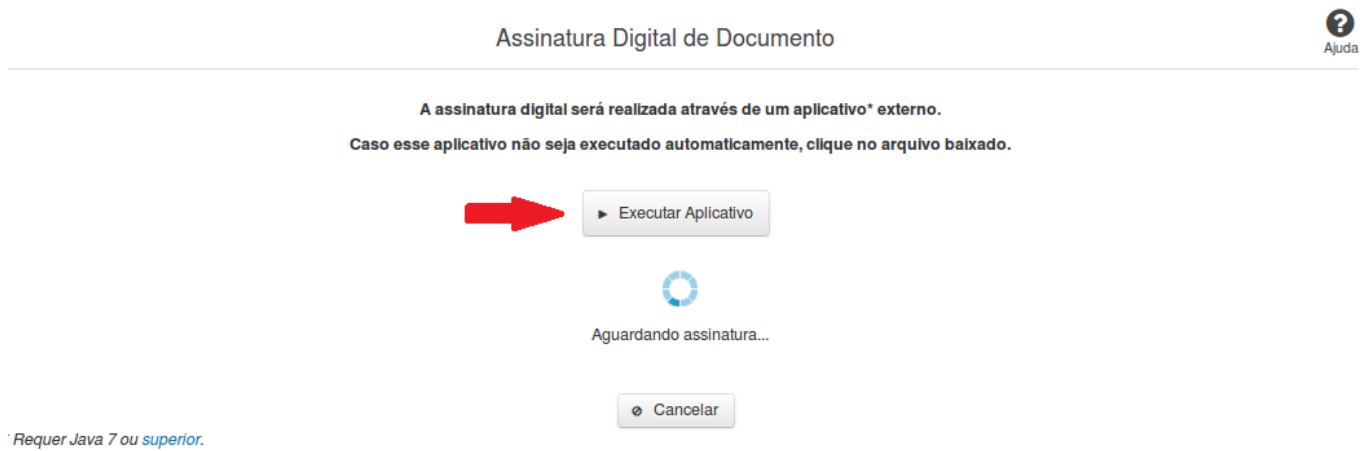 Assinatura Digital de Documento
Ajuda
A assinatura digital será realizada através de um aplicativo* externo.
Caso esse aplicativo não seja executado automaticamente, clique no arquivo baixado.
Executar Aplicativo
Aguardando assinatura...
Cancelar
* Requer Java 7 ou superior.